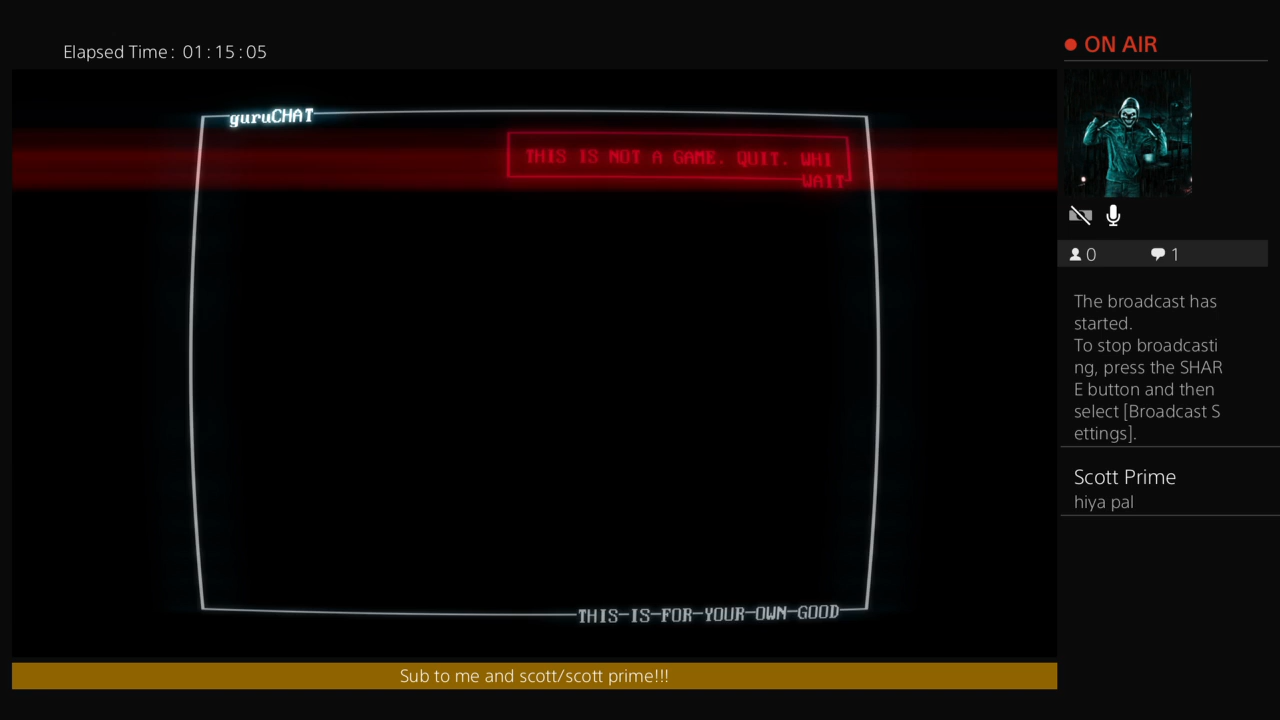 Elapsed Time: 01:15:05
ON AIR
guruCHAT
THIS IS NOT A GAME. QUIT. WHI
WAIT
0 1
The broadcast has
started.
To stop broadcasti
ng, press the SHAR
E button and then
select [Broadcast S
ettings].
Scott Prime
hiya pal
THIS-IS-FOR-YOUR-OWN-GOOD
Sub to me and scott/scott prime!!!